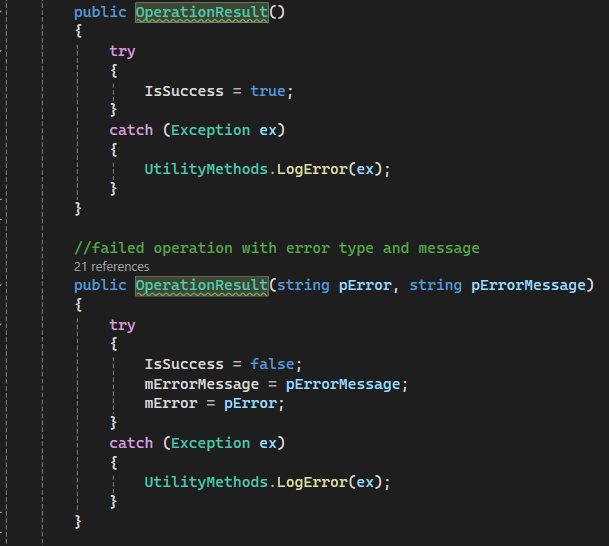 public OperationResult()
{
try
{
IsSuccess = true;
}
catch (Exception ex)
{
UtilityMethods.LogError(ex);
}
}
//failed operation with error type and message
21 references
public OperationResult(string pError, string pErrorMessage)
{
try
{
IsSuccess = false;
mErrorMessage = pErrorMessage;
mError = pError;
}
catch (Exception ex)
{
UtilityMethods.LogError(ex);
}
}